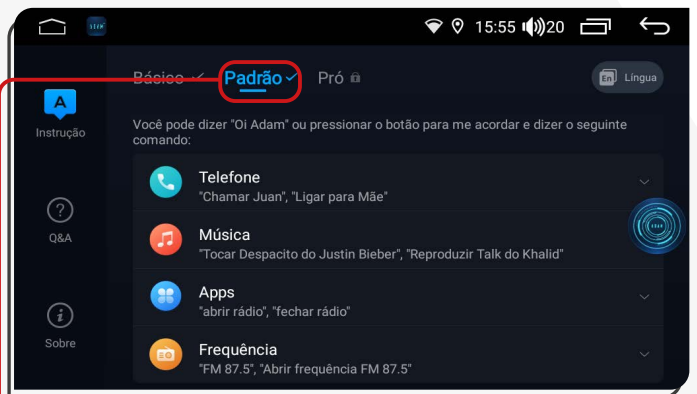 15:55 20
Básico Padrão Pró En Língua
A
Instrução
Você pode dizer "Oi Adam" ou pressionar o botão para me acordar e dizer o seguinte
comando:
Telefone
"Chamar Juan", "Ligar para Mãe"
Q&A
Música
"Tocar Despacito do Justin Bieber", "Reproduzir Talk do Khalid"
Apps
"abrir rádio", "fechar rádio"
Sobre
Frequência
"FM 87.5", "Abrir frequência FM 87.5"